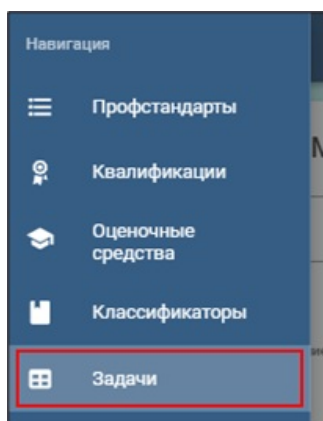 Навигация
Профстандарты
Квалификации
Оценочные
средства
Классификаторы
Задачи